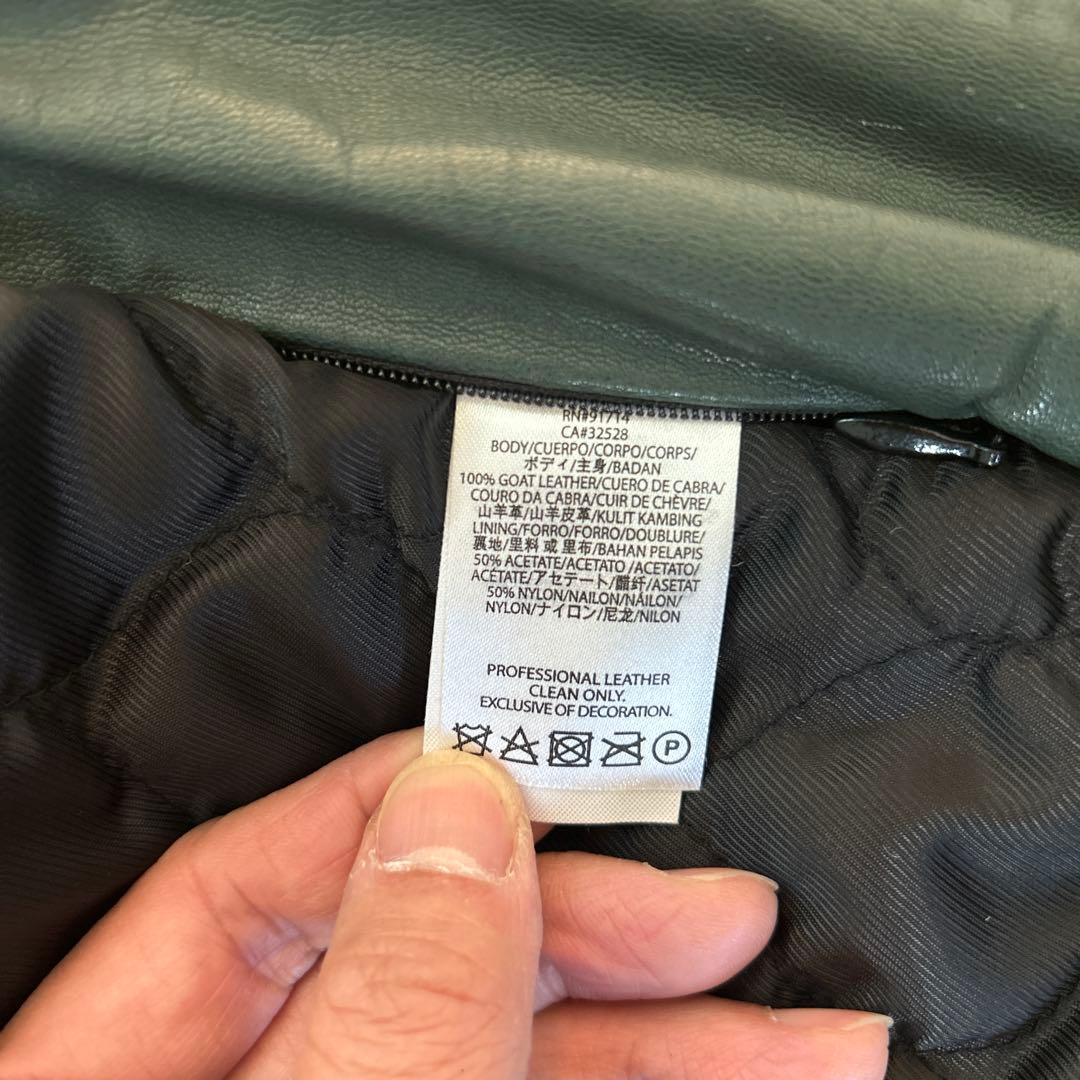 RN#91714
CA#32528
BODY/CUERPO/CORPO/CORPS/
ボディ/主身/BADAN
100% GOAT LEATHER/CUERO DE CABRA/
COURO DA CABRA/CUIR DE CHÈVRE/
山羊革/山羊皮革/KULIT KAMBING
LINING/FORRO/FORRO/DOUBLURE/
裏地/里料 或 里布/BAHAN PELAPIS
50% ACETATE/ACETATO /ACETATO/
ACÉTATE/アセテート/醋纤/ASETAT
50% NYLON/NAILON/NÁILON/
NYLON/ナイロン/尼龙/NILON
PROFESSIONAL LEATHER
CLEAN ONLY.
EXCLUSIVE OF DECORATION.
P